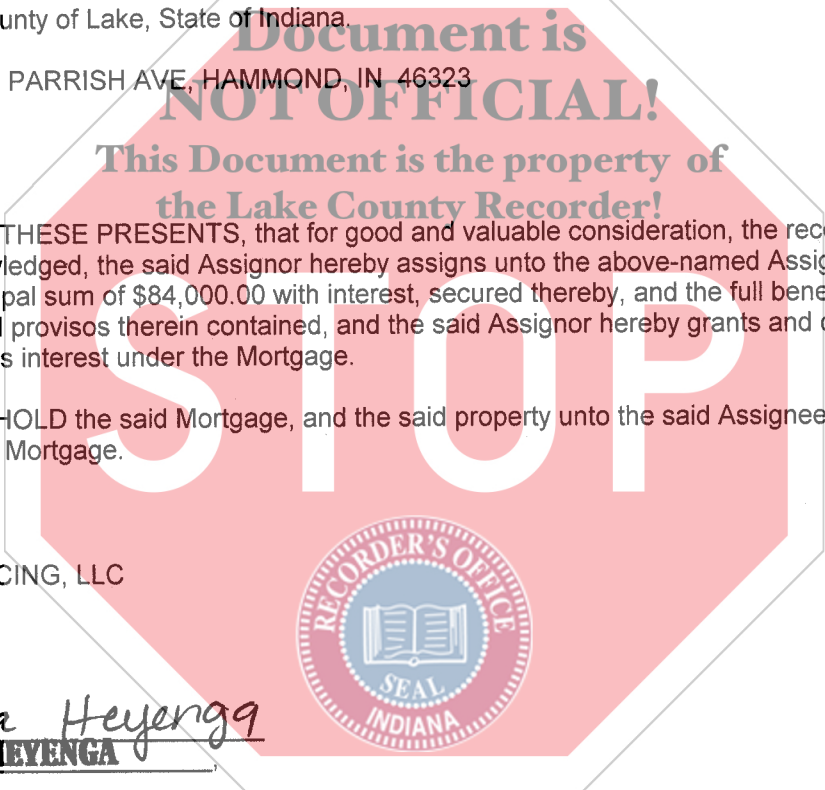 unty of Lake, State of Indiana.
Document is
PARRISH AVE, HAMMOND, IN 46323
NOT OFFICIAL!
This Document is the property of
the Lake County Recorder!
THESE PRESENTS, that for good and valuable consideration, the rec
ledged, the said Assignor hereby assigns unto the above-named Assig
pal sum of $84,000.00 with interest, secured thereby, and the full bene
provisos therein contained, and the said Assignor hereby grants and
s interest under the Mortgage.
STOP
HOLD the said Mortgage, and the said property unto the said Assignee
Mortgage.
RECORDER'S OFFICE
CING, LLC
SEAL
INDIANA
a Heyenga
HEYENGA